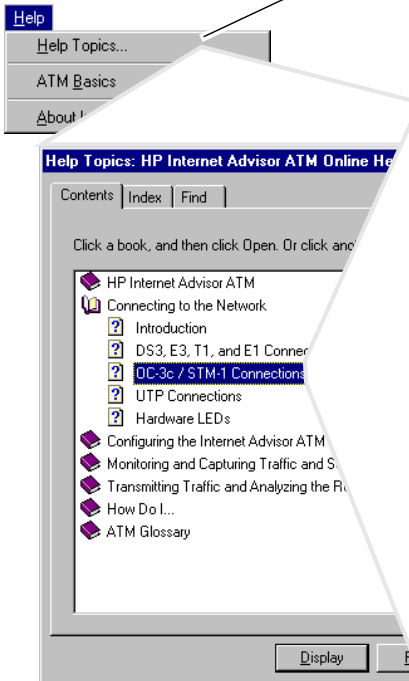 Help
Help Topics...
ATM Basics
About
Help Topics: HP Internet Advisor ATM Online
Contents Index Find
Click a book, and then click Open. Or click
HP Internet Advisor ATM
Connecting to the Network
Introduction
DS3, E3, T1, and E1
OC-3c / STM-1 Connections
UTP Connections
Hardware LEDs
Configuring the Internet Advisor ATM
Monitoring and Capturing Traffic and
Transmitting Traffic and Analyzing the
How Do I...
ATM Glossary
Display